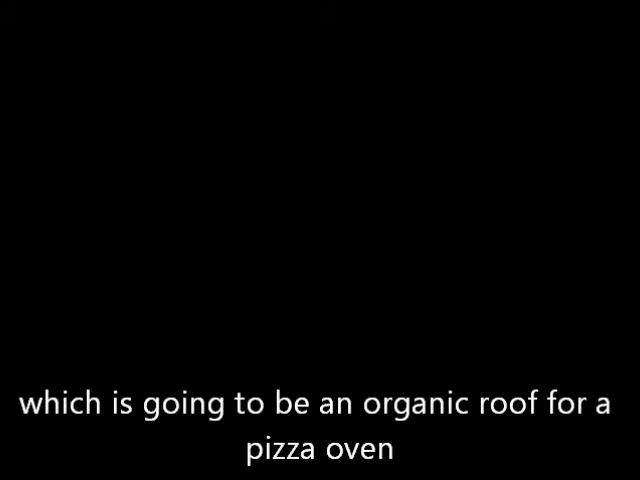 which is going to be an organic roof for a
pizza oven